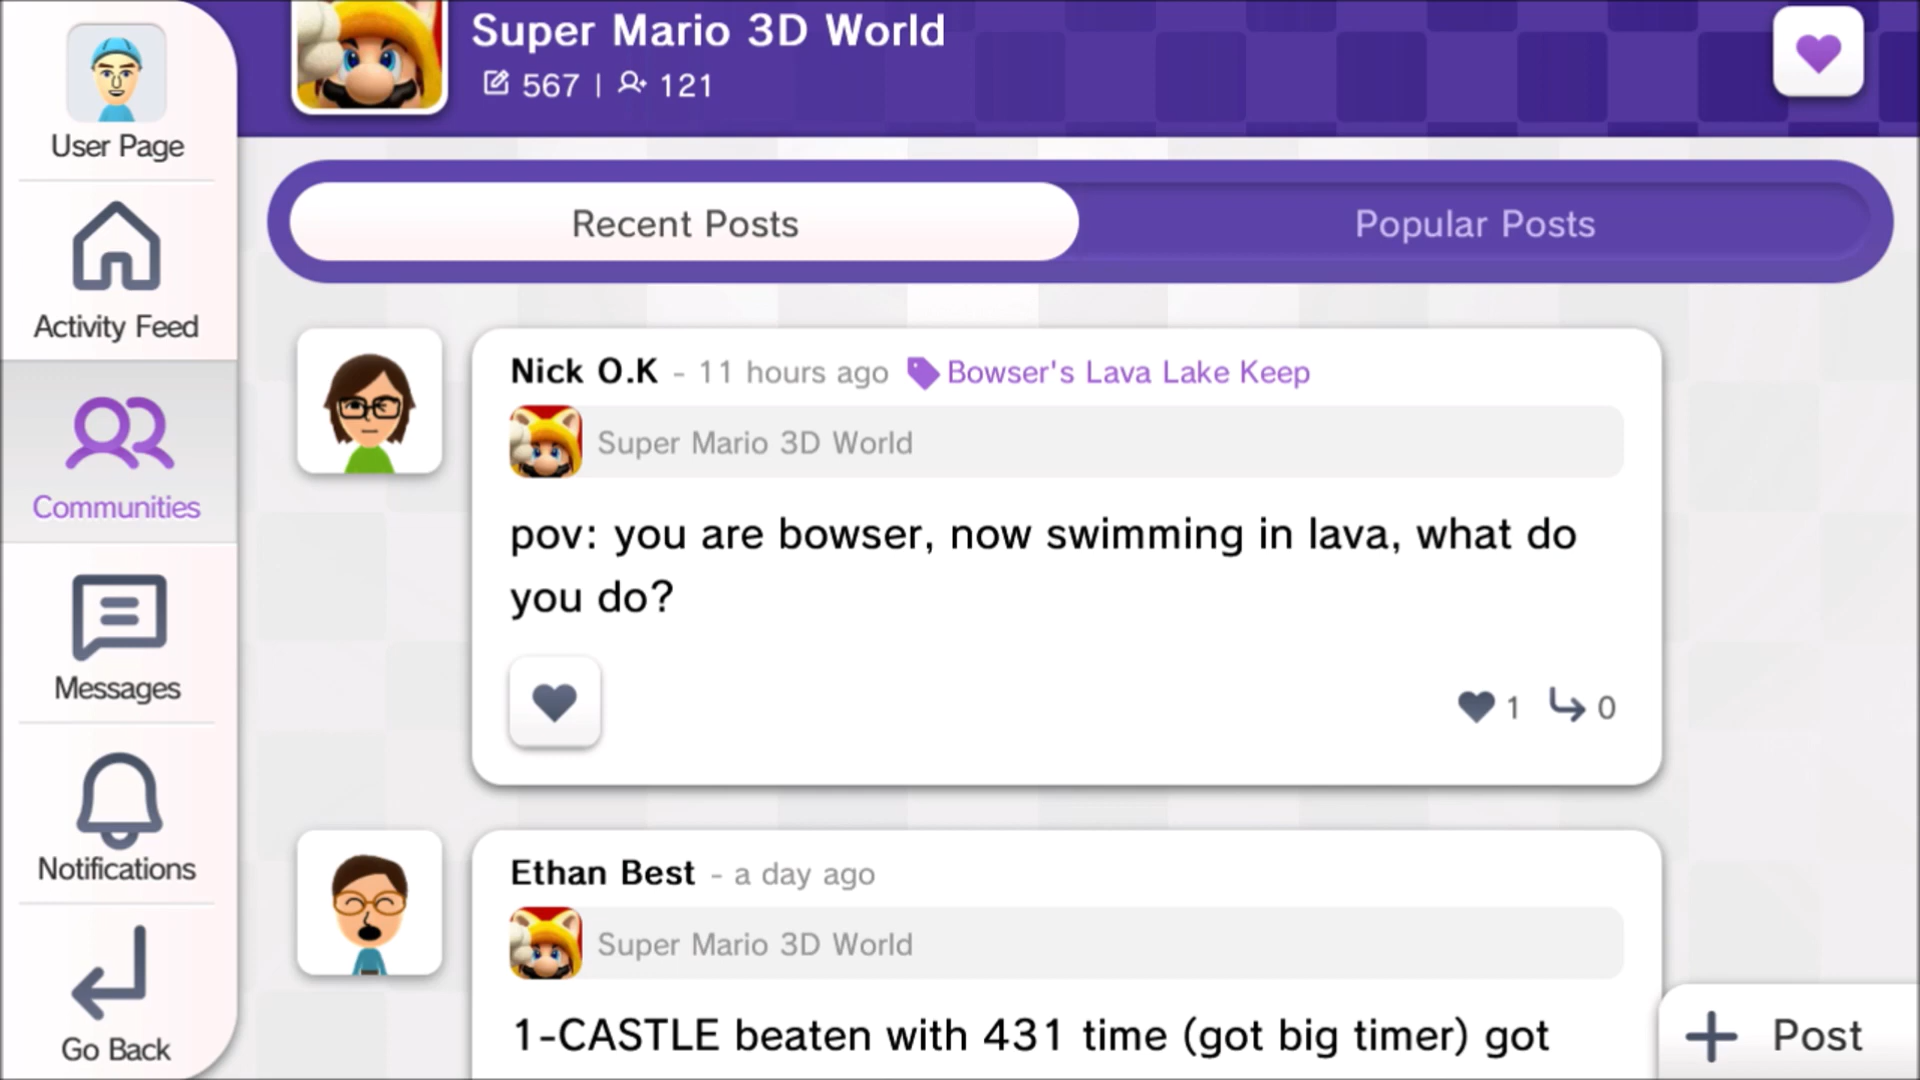 Super Mario 3D World
567 | 121
User Page
Activity Feed
Communities
Messages
Notifications
Go Back
Recent Posts
Popular Posts
Nick O.K - 11 hours ago Bowser's Lava Lake Keep
Super Mario 3D World
pov: you are bowser, now swimming in lava, what do
you do?
1 0
Ethan Best - a day ago
Super Mario 3D World
1-CASTLE beaten with 431 time (got big timer) got
+ Post